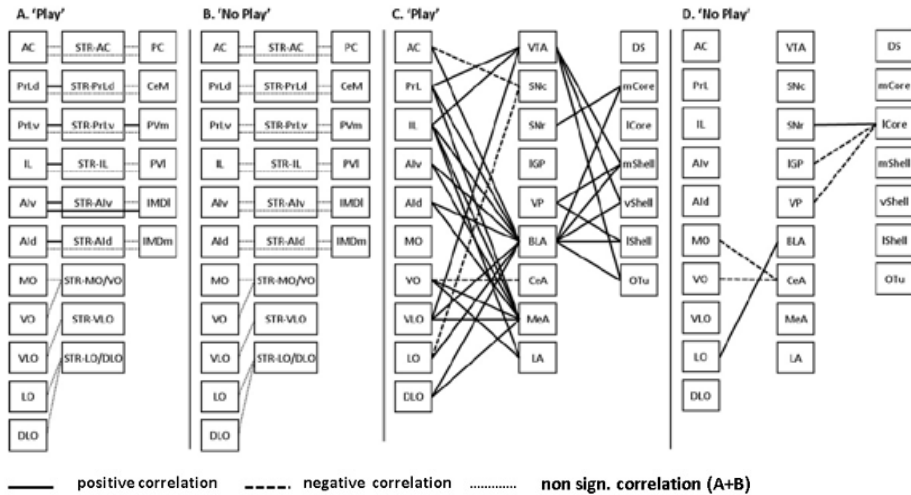 A. 'Play' B. 'No Play' C. 'Play' D. 'No Play'
AC STR-AC PC AC STR-AC PC AC VTA DS AC VTA DS
PrLd STR-PrLd CeM PrLd STR-PrLd CeM PrL SNc mCore PrL SNc mCore
PrLv STR-PrLv PVm PrLv STR-PrLv PVm IL SNr lCore IL SNr lCore
IL STR-IL PVl IL STR-IL PVl AIv IGP mShell AIv IGP mShell
AIv STR-AIv IMDl AIv STR-AIv IMDl AId VP vShell AId VP vShell
AId STR-AId IMDm AId STR-AId IMDm MO BLA lShell MO BLA lShell
MO STR-MO/VO MO STR-MO/VO VO CeA OTu VO CeA OTu
VO STR-VLO VO STR-VLO VLO MeA VLO MeA
VLO STR-LO/DLO VLO STR-LO/DLO LO LA LO LA
LO LO DLO DLO
DLO DLO
positive correlation negative correlation non sign. correlation (A+B)